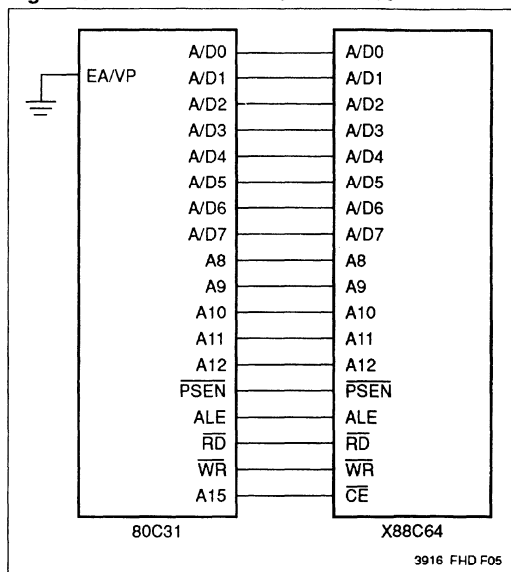 EA/VP
A/D0 A/D0
A/D1 A/D1
A/D2 A/D2
A/D3 A/D3
A/D4 A/D4
A/D5 A/D5
A/D6 A/D6
A/D7 A/D7
A8 A8
A9 A9
A10 A10
A11 A11
A12 A12
PSEN PSEN
ALE ALE
RD RD
WR WR
A15 CE
80C31 X88C64
3916 FHD F05